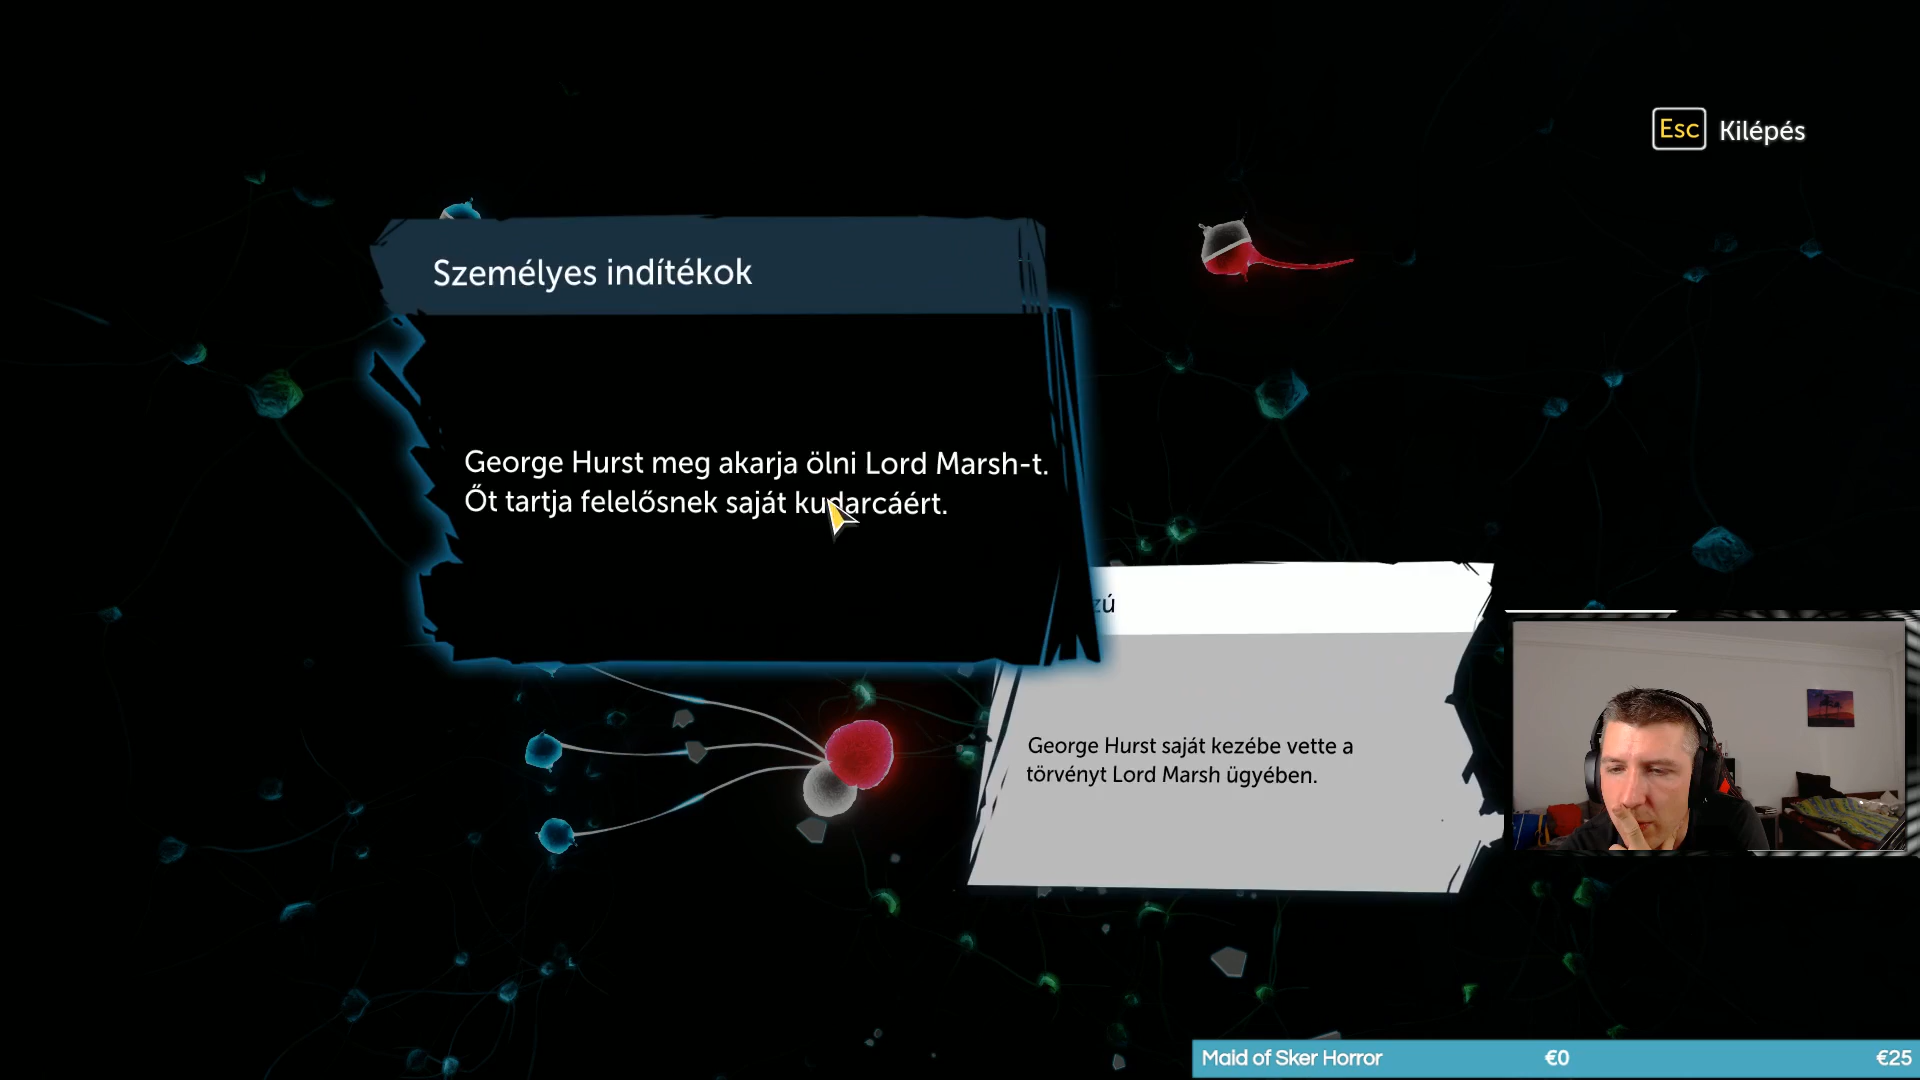 Esc Kilépés
Személyes indítékok
George Hurst meg akarja ölni Lord Marsh-t.
Őt tartja felelősnek saját kudarcáért.
zú
George Hurst saját kezébe vette a
törvényt Lord Marsh ügyében.
Maid of Sker Horror €0 €25